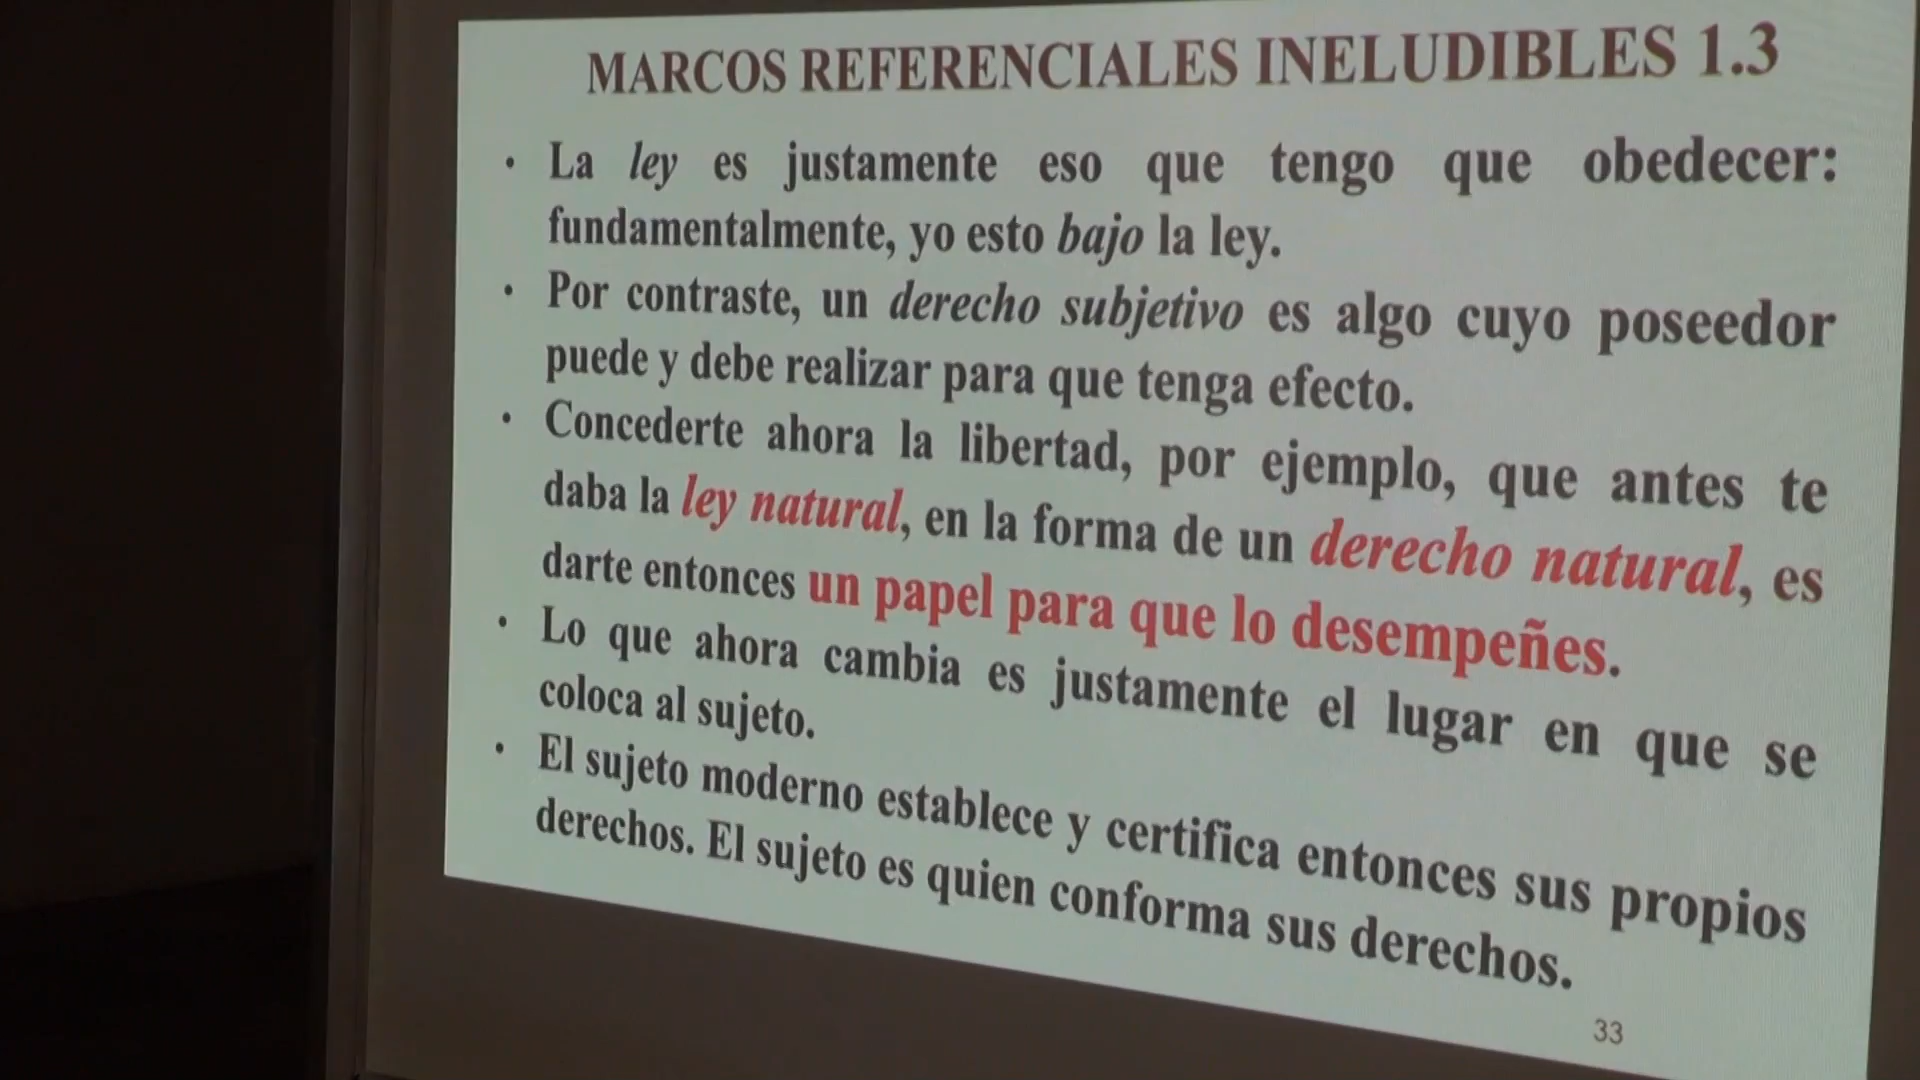 MARCOS REFERENCIALES INELUDIBLES 1.3
• La ley es justamente eso que tengo que obedecer:
fundamentalmente, yo esto bajo la ley.
• Por contraste, un derecho subjetivo es algo cuyo poseedor
puede y debe realizar para que tenga efecto.
• Concederte ahora la libertad, por ejemplo, que antes te
daba la ley natural, en la forma de un derecho natural, es
darte entonces un papel para que lo desempeñes.
• Lo que ahora cambia es justamente el lugar en que se
coloca al sujeto.
• El sujeto moderno establece y certifica entonces sus propios
derechos. El sujeto es quien conforma sus derechos.
33